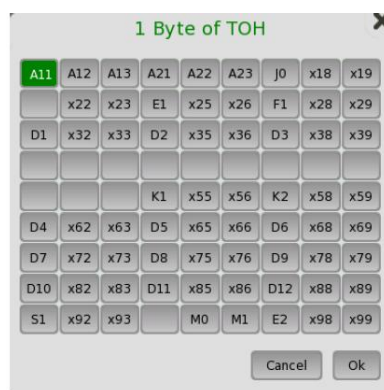 1 Byte of TOH
A11 A12 A13 A21 A22 A23 J0 x18 x19
x22 x23 E1 x25 x26 F1 x28 x29
D1 x32 x33 D2 x35 x36 D3 x38 x39
K1 x55 x56 K2 x58 x59
D4 x62 x63 D5 x65 x66 D6 x68 x69
D7 x72 x73 D8 x75 x76 D9 x78 x79
D10 x82 x83 D11 x85 x86 D12 x88 x89
S1 x92 x93 M0 M1 E2 x98 x99
Cancel Ok